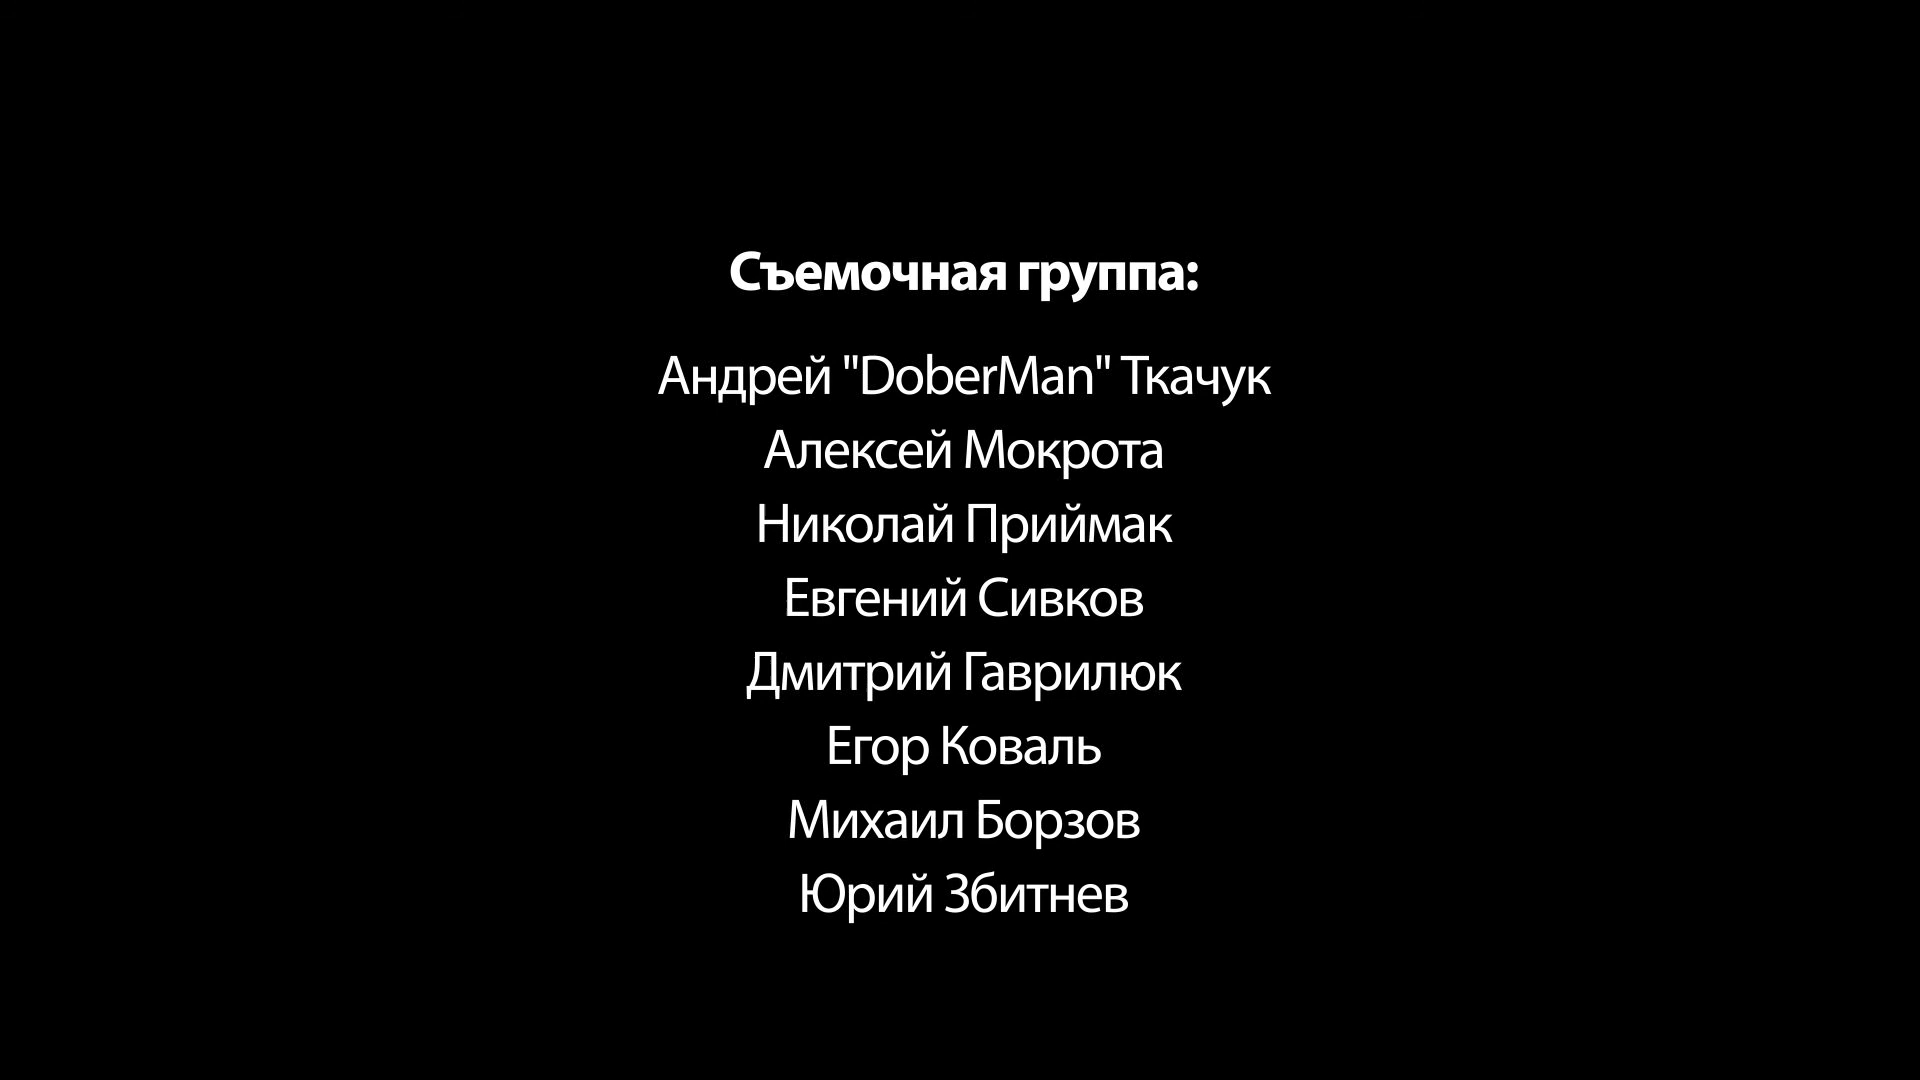 Съемочная группа:
Андрей "DoberMan" Ткачук
Алексей Мокрота
Николай Приймак
Евгений Сивков
Дмитрий Гаврилюк
Егор Коваль
Михаил Борзов
Юрий Збитнев